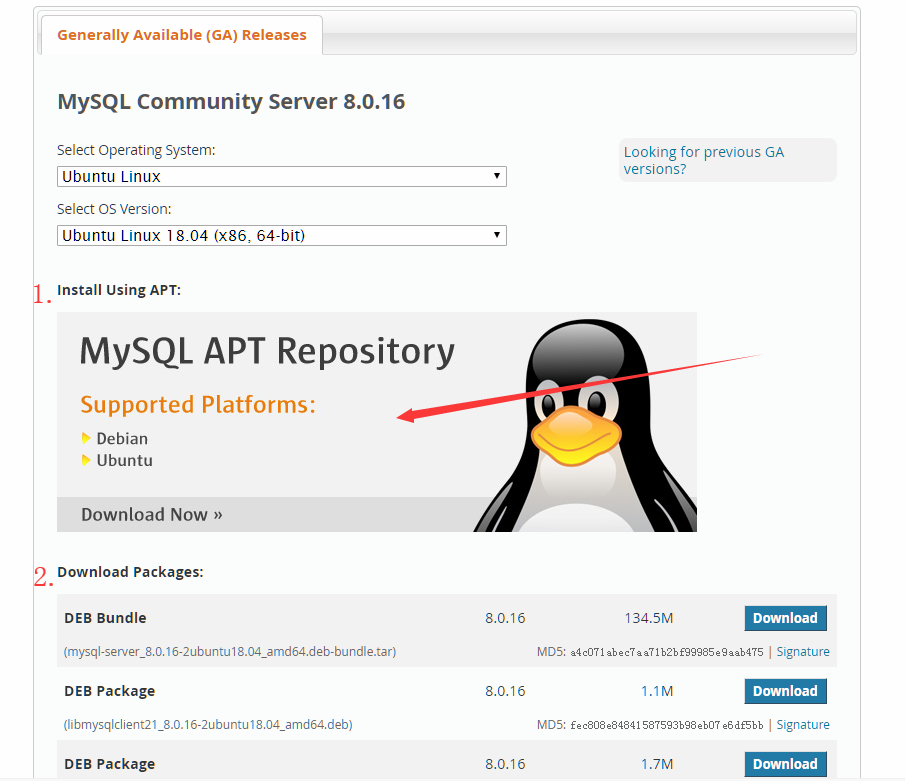 Generally Available (GA) Releases
MySQL Community Server 8.0.16
Select Operating System:
Looking for previous GA
versions?
Ubuntu Linux
Select OS Version:
Ubuntu Linux 18.04 (x86, 64-bit)
1. Install Using APT:
MySQL APT Repository
Supported Platforms:
Debian
Ubuntu
Download Now »
2. Download Packages:
DEB Bundle 8.0.16 134.5M Download
(mysql-server_8.0.16-2ubuntu18.04_amd64.deb-bundle.tar) MD5: a4c071abec7aa71b2bf99985e9aab475 | Signature
DEB Package 8.0.16 1.1M Download
(libmysqlclient21_8.0.16-2ubuntu18.04_amd64.deb) MD5: fec808e84841587593b98eb07e6df5bb | Signature
DEB Package 8.0.16 1.7M Download